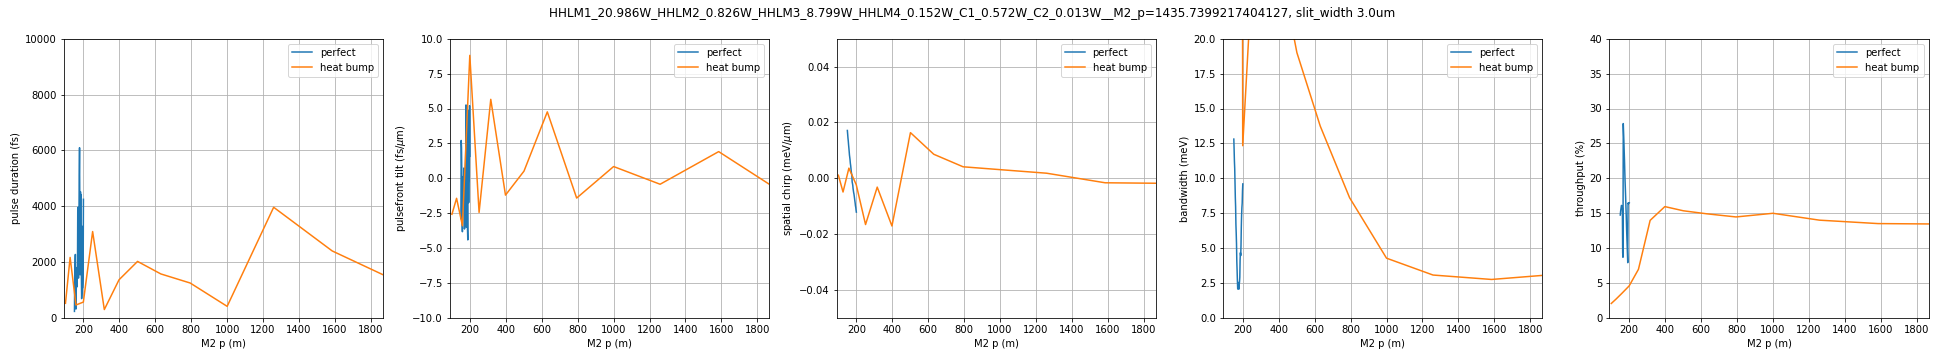 HHLM1_20.986W_HHLM2_0.826W_HHLM3_8.799W_HHLM4_0.152W_C1_0.572W_C2_0.013W__M2_p=1435.7399217404127, slit_width 3.0um
pulse duration (fs)
10000
8000
6000
4000
2000
0
perfect
heat bump
200 400 600 800 1000 1200 1400 1600 1800
M2 p (m)
pulsefront tilt (fs/μm)
10.0
7.5
5.0
2.5
0.0
−2.5
−5.0
−7.5
−10.0
perfect
heat bump
200 400 600 800 1000 1200 1400 1600 1800
M2 p (m)
spatial chirp (meV/μm)
0.04
0.02
0.00
−0.02
−0.04
perfect
heat bump
200 400 600 800 1000 1200 1400 1600 1800
M2 p (m)
bandwidth (meV)
20.0
17.5
15.0
12.5
10.0
7.5
5.0
2.5
0.0
perfect
heat bump
200 400 600 800 1000 1200 1400 1600 1800
M2 p (m)
throughput (%)
40
35
30
25
20
15
10
5
0
perfect
heat bump
200 400 600 800 1000 1200 1400 1600 1800
M2 p (m)